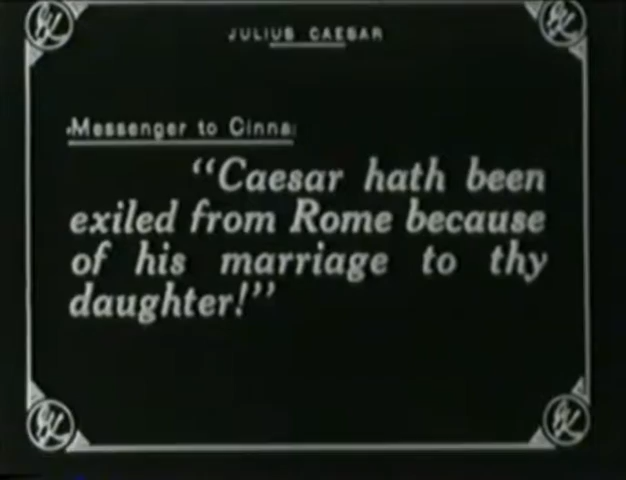 JULIUS CAESAR
Messenger to Cinna:
"Caesar hath been
exiled from Rome because
of his marriage to thy
daughter!"